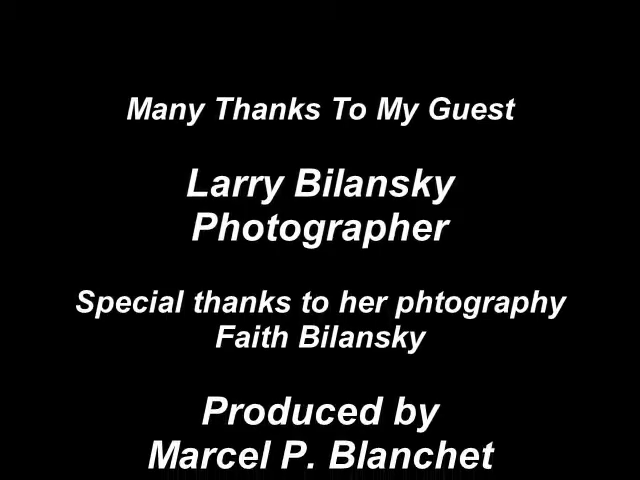 Many Thanks To My Guest
Larry Bilansky
Photographer
Special thanks to her phtography
Faith Bilansky
Produced by
Marcel P. Blanchet